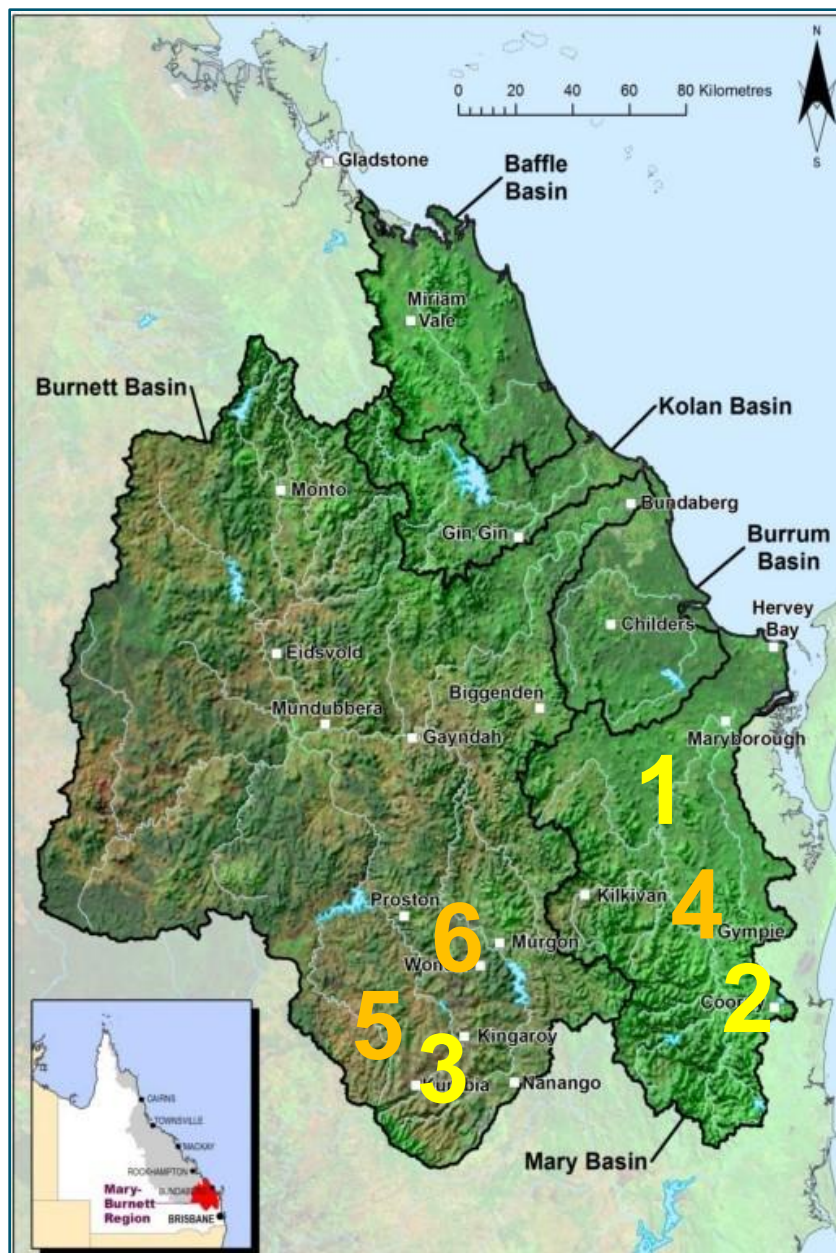 N
0 20 40 60 80 Kilometres
S
Gladstone
Baffle
Basin
Miriam
Vale
Burnett Basin
Kolan Basin
Monto
Bundaberg
Gin Gin
Burrum
Basin
Hervey
Bay
Childers
Eidsvold
Biggenden
Mundubbera
Gayndah
Maryborough
1
Kilkivan
4
Proston
Gympie
6
Murgon
2
5
Kingaroy
3
Nanango
Mary Basin
CAIRNS
TOWNSVILLE
MACKAY
ROCKHAMPTON
Mary-
Burnett
Region
BRISBANE